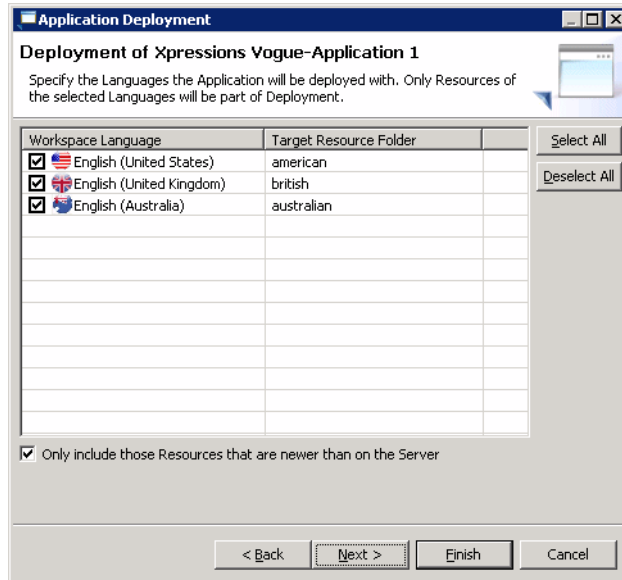 Application Deployment
Deployment of Xpressions Vogue-Application 1
Specify the Languages the Application will be deployed with. Only Resources of
the selected Languages will be part of Deployment.
Workspace Language Target Resource Folder
English (United States) american
English (United Kingdom) british
English (Australia) australian
Select All
Deselect All
Only include those Resources that are newer than on the Server
< Back Next > Finish Cancel